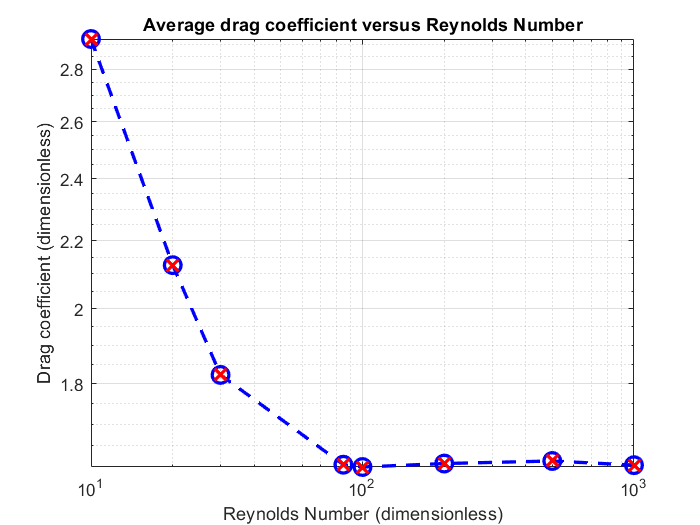 Average drag coefficient versus Reynolds Number
2.8
2.6
2.4
2.2
2
1.8
10^1 10^2 10^3
Drag coefficient (dimensionless)
Reynolds Number (dimensionless)